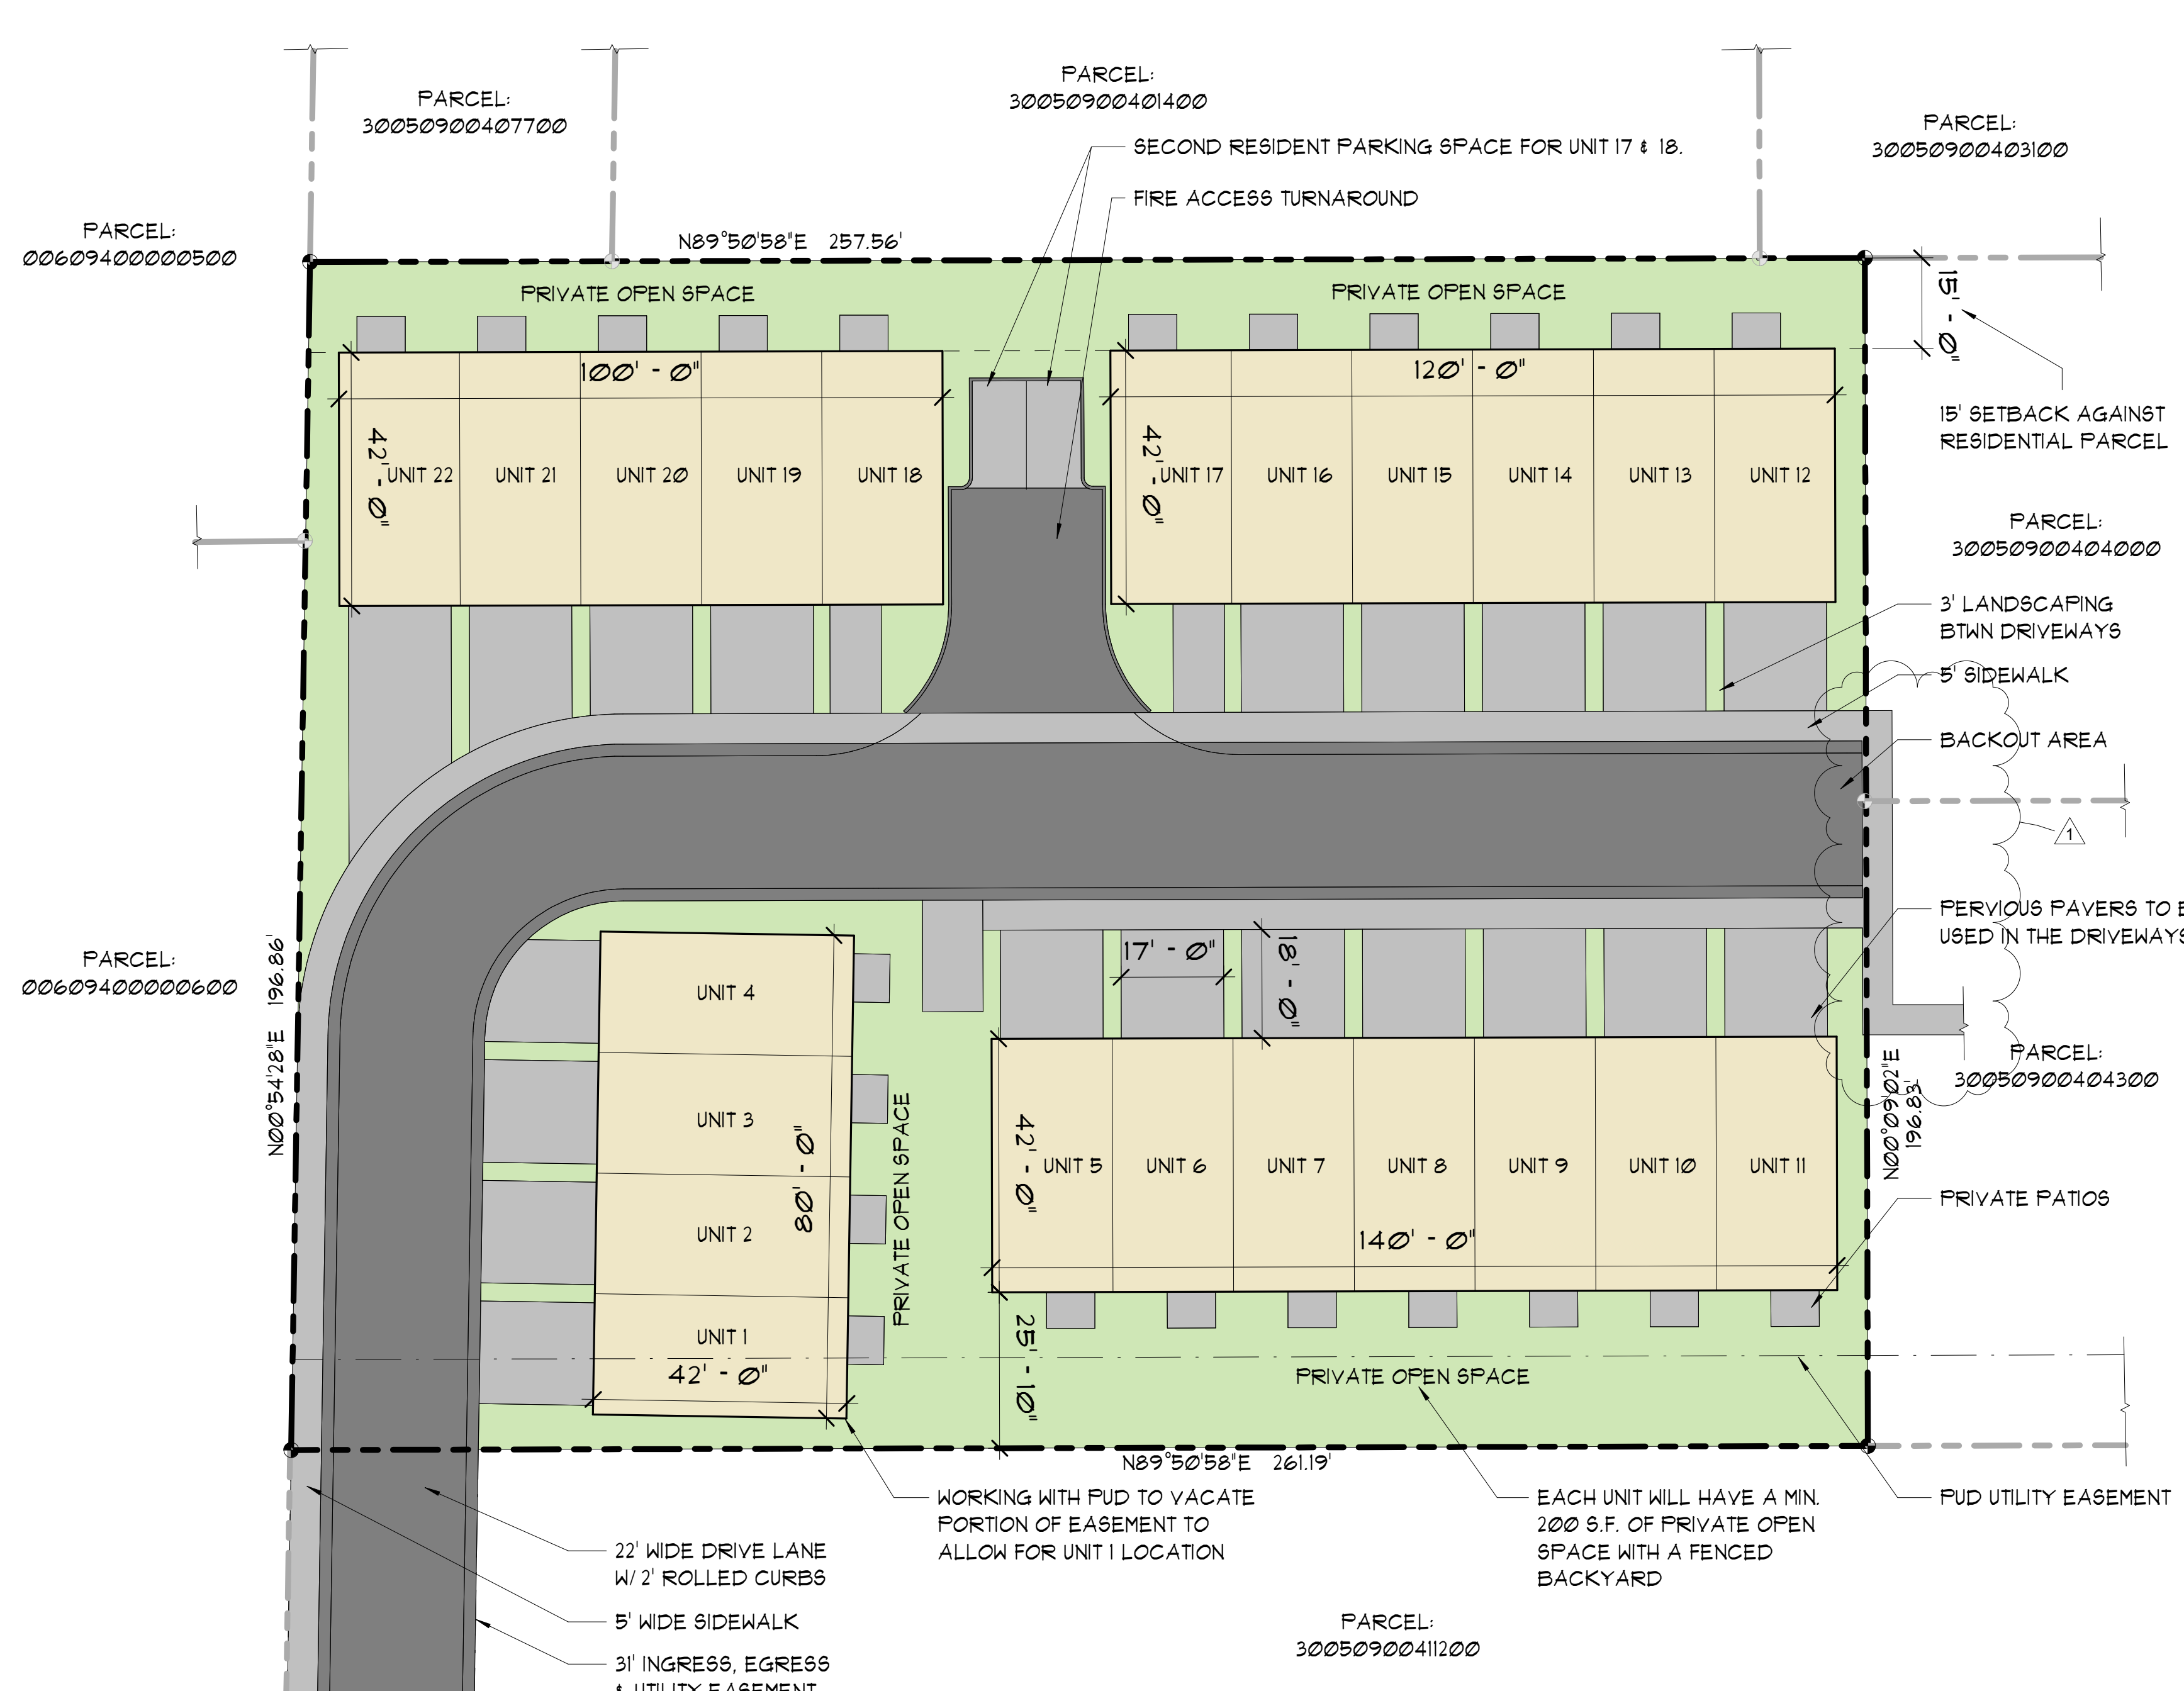 PARCEL:
30050900401400
PARCEL:
30050900407700
PARCEL:
30050900403100
SECOND RESIDENT PARKING SPACE FOR UNIT 17 & 18.
FIRE ACCESS TURNAROUND
PARCEL:
00609400000500
N89°50'58"E 257.56'
PRIVATE OPEN SPACE
PRIVATE OPEN SPACE
15' - 0"
100' - 0"
120' - 0"
15' SETBACK AGAINST
RESIDENTIAL PARCEL
42' - 0"
UNIT 22
UNIT 21
UNIT 20
UNIT 19
UNIT 18
42' - 0"
UNIT 17
UNIT 16
UNIT 15
UNIT 14
UNIT 13
UNIT 12
PARCEL:
30050900404000
3' LANDSCAPING
BTWN DRIVEWAYS
5' SIDEWALK
BACKOUT AREA
1
PERVIOUS PAVERS TO
USED IN THE DRIVEWAYS
PARCEL:
00609400000600
N00°54'28"E 196.86'
17' - 0"
18' - 0"
UNIT 4
UNIT 3
UNIT 2
UNIT 1
80' - 0"
42' - 0"
PRIVATE OPEN SPACE
42' - 0"
UNIT 5
UNIT 6
UNIT 7
UNIT 8
UNIT 9
UNIT 10
UNIT 11
140' - 0"
25' - 10"
PARCEL:
30050900404300
N00°09'02"E
196.83'
PRIVATE PATIOS
PRIVATE OPEN SPACE
N89°50'58"E 261.19'
WORKING WITH PUD TO VACATE
PORTION OF EASEMENT TO
ALLOW FOR UNIT 1 LOCATION
EACH UNIT WILL HAVE A MIN.
200 S.F. OF PRIVATE OPEN
SPACE WITH A FENCED
BACKYARD
PUD UTILITY EASEMENT
22' WIDE DRIVE LANE
W/ 2' ROLLED CURBS
5' WIDE SIDEWALK
31' INGRESS, EGRESS
& UTILITY EASEMENT
PARCEL:
30050900411200